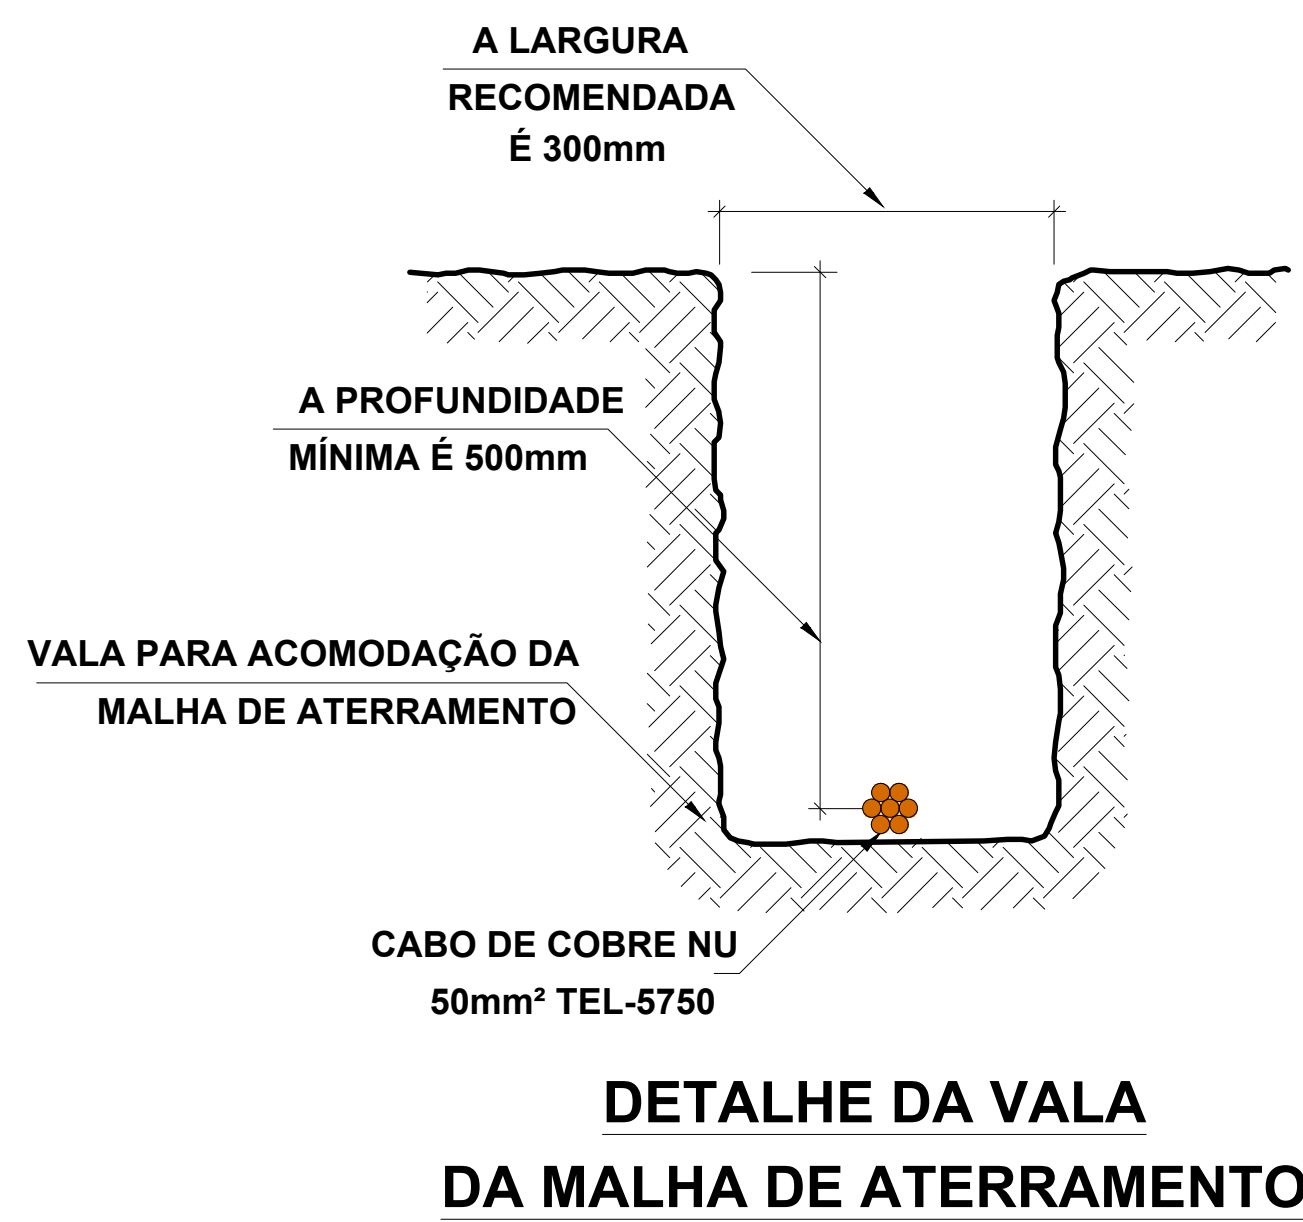 A LARGURA
RECOMENDADA
É 300mm
A PROFUNDIDADE
MÍNIMA É 500mm
VALA PARA ACOMODAÇÃO DA
MALHA DE ATERRAMENTO
CABO DE COBRE NU
50mm² TEL-5750
DETALHE DA VALA
DA MALHA DE ATERRAMENTO